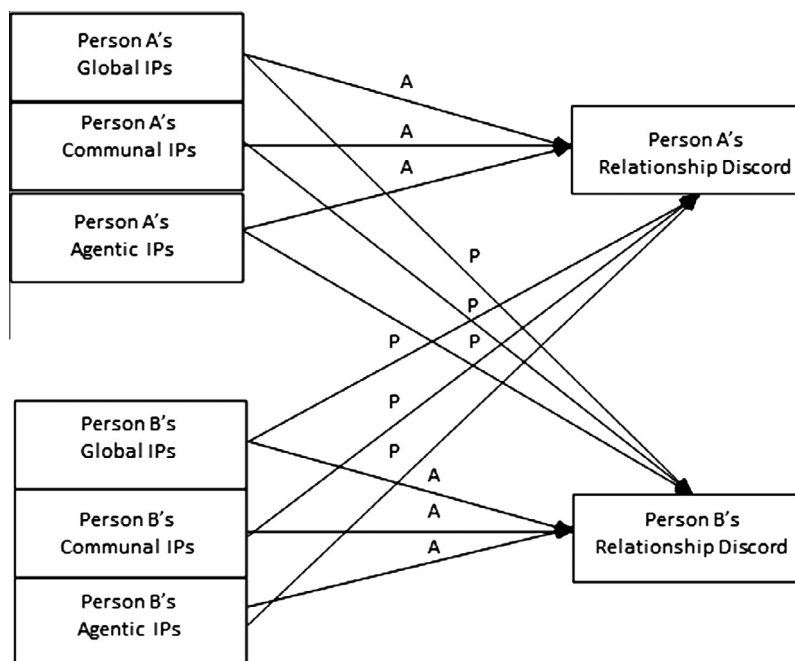 Person A's
Global IPs
Person A's
Communal IPs
Person A's
Agentic IPs
A
A
A
Person A's
Relationship Discord
P
P
P
P
P
P
Person B's
Global IPs
Person B's
Communal IPs
Person B's
Agentic IPs
A
A
A
Person B's
Relationship Discord